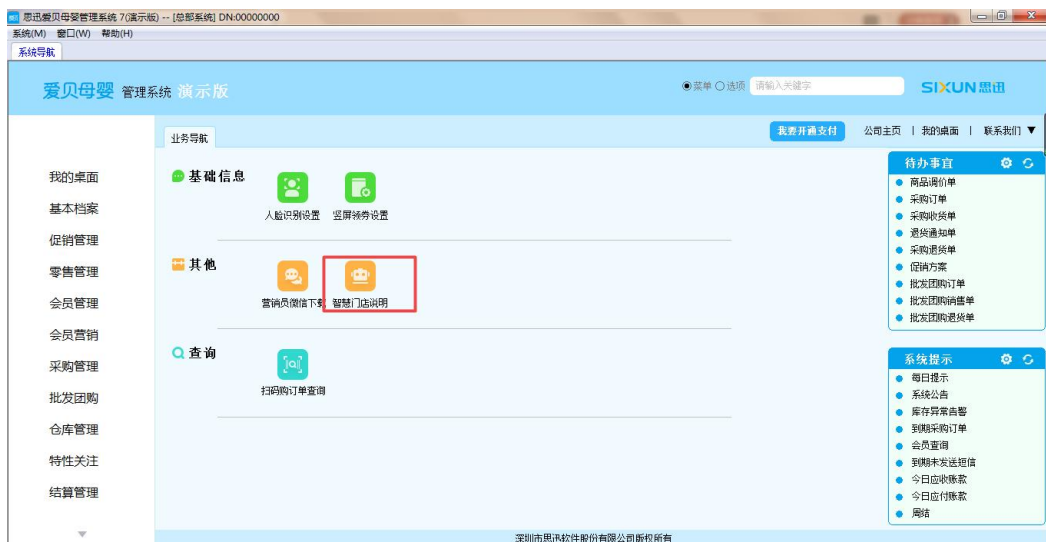 思迅爱贝母婴管理系统 7(演示版) -- [总部系统] DN:00000000
系统(M) 窗口(W) 帮助(H)
系统导航
爱贝母婴 管理系统 演示版
菜单 选项 请输入关键字
SIXUN思迅
业务导航
我要开通支付 公司主页 | 我的桌面 | 联系我们 ▼
我的桌面
基本档案
促销管理
零售管理
会员管理
会员营销
采购管理
批发团购
仓库管理
特性关注
结算管理
基础信息
人脸识别设置 竖屏领券设置
其他
营销员微信下载 智慧门店说明
查询
扫码购订单查询
待办事宜
商品调价单
采购订单
采购收货单
退货通知单
采购退货单
促销方案
批发团购订单
批发团购销售单
批发团购退货单
系统提示
每日提示
系统公告
库存异常告警
到期采购订单
会员查询
到期未发送短信
今日应收账款
今日应付账款
周结
深圳市思迅软件股份有限公司版权所有